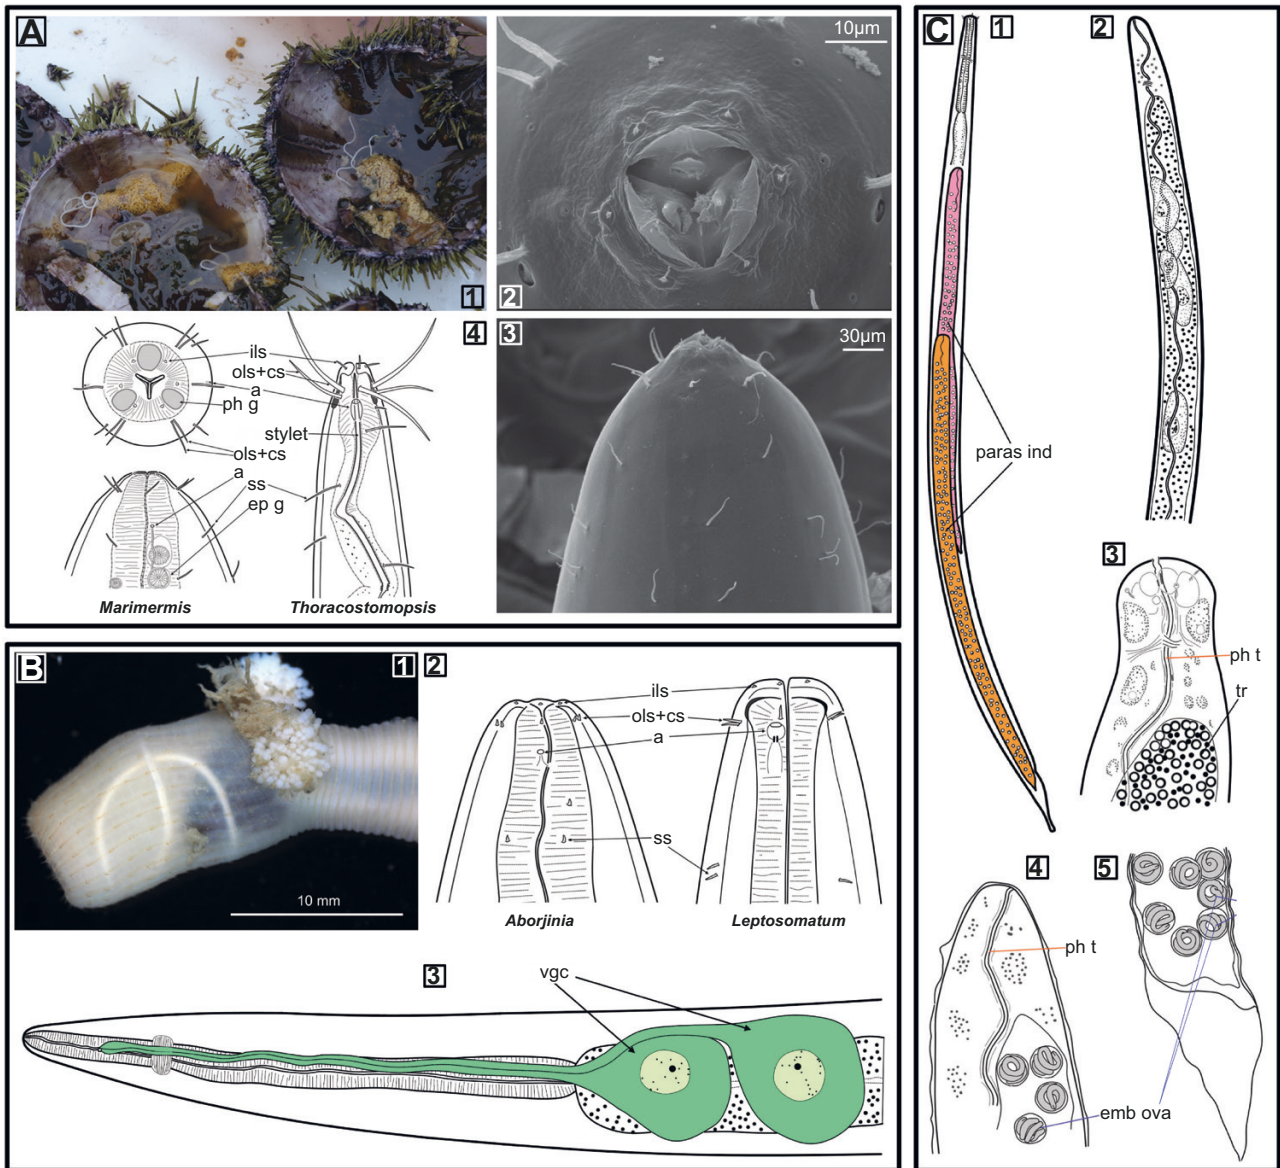 A
1
10µm
2
4
ils
ols+cs
a
ph g
stylet
ols+cs
a
ss
ep g
Marimermis
Thoracostomopsis
3
30µm
B
1
10 mm
2
ils
ols+cs
a
ss
Aborjinia
Leptosomatum
3
vgc
C
1
2
paras ind
3
ph t
tr
4
ph t
5
emb ova